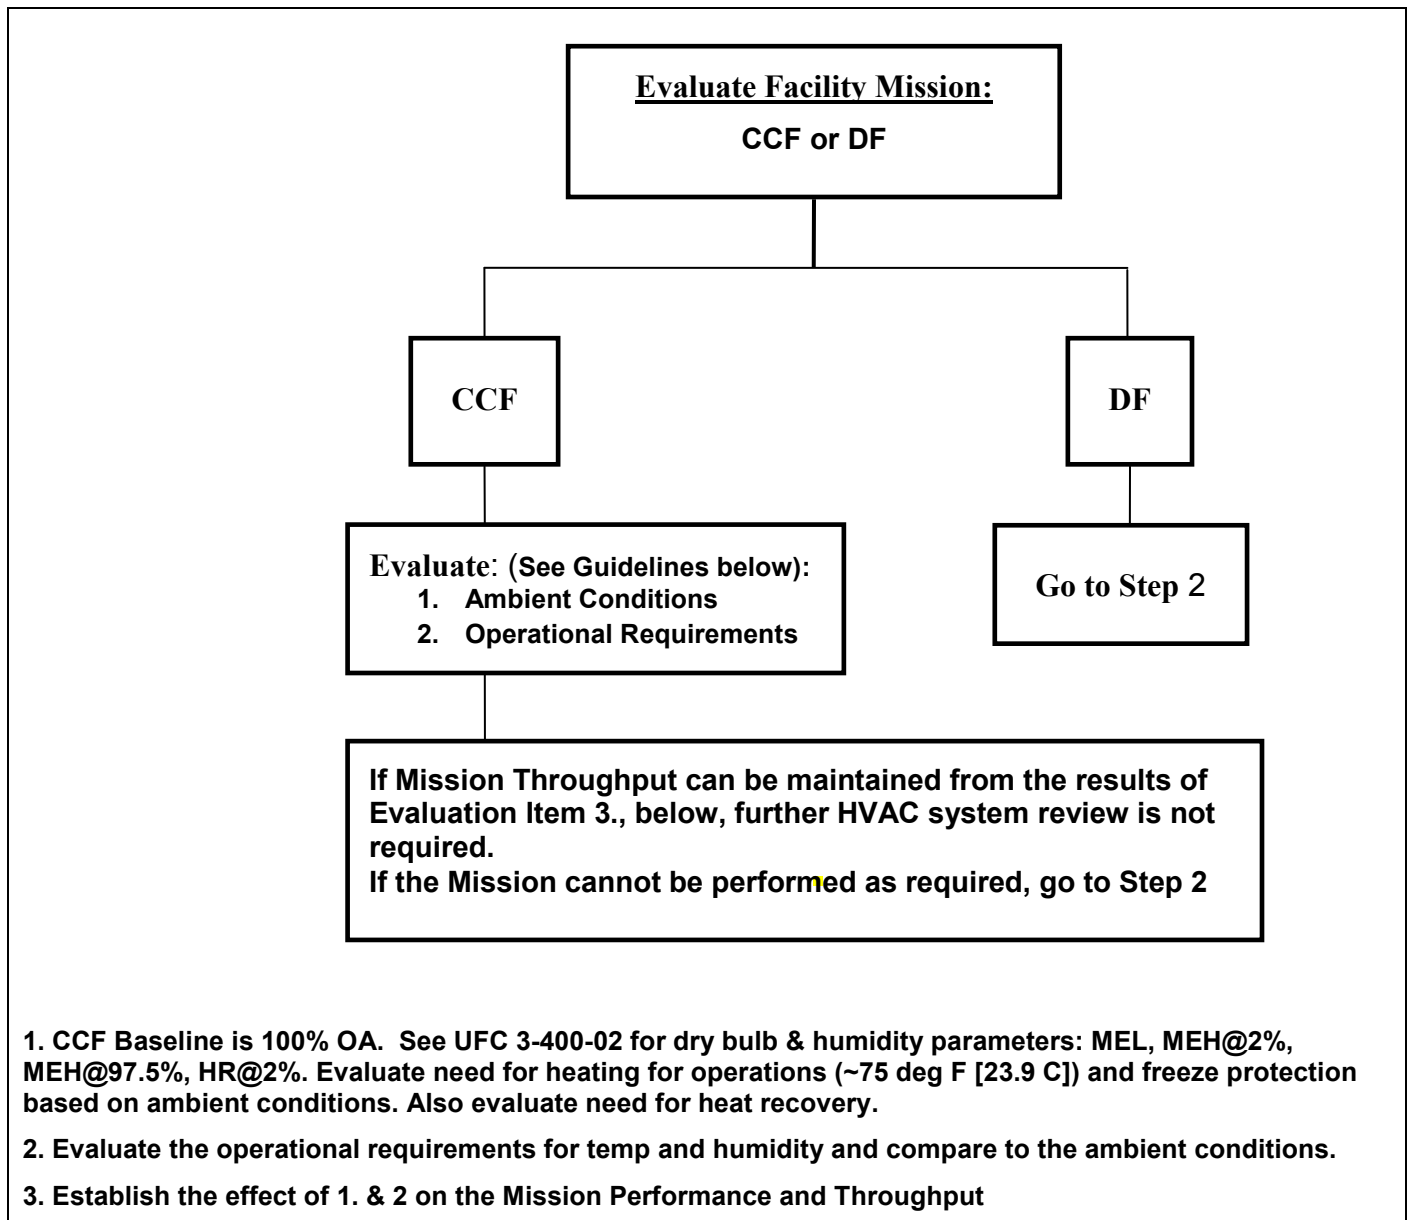 Evaluate Facility Mission:
CCF or DF
CCF
DF
Evaluate: (See Guidelines below):
1. Ambient Conditions
2. Operational Requirements
Go to Step 2
If Mission Throughput can be maintained from the results of
Evaluation Item 3., below, further HVAC system review is not
required.
If the Mission cannot be performed as required, go to Step 2
1. CCF Baseline is 100% OA. See UFC 3-400-02 for dry bulb & humidity parameters: MEL, MEH@2%,
MEH@97.5%, HR@2%. Evaluate need for heating for operations (~75 deg F [23.9 C]) and freeze protection
based on ambient conditions. Also evaluate need for heat recovery.
2. Evaluate the operational requirements for temp and humidity and compare to the ambient conditions.
3. Establish the effect of 1. & 2 on the Mission Performance and Throughput